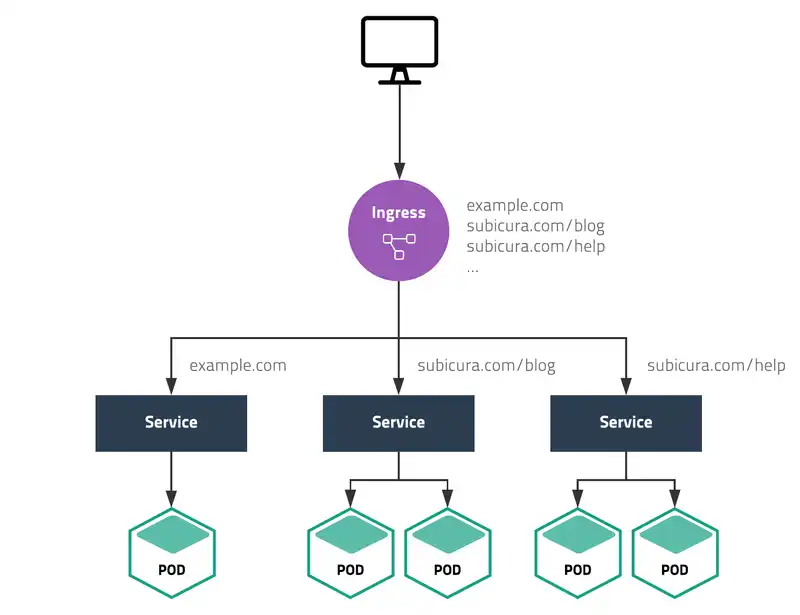 Ingress
example.com
subicura.com/blog
subicura.com/help
...
example.com
subicura.com/blog
subicura.com/help
Service
Service
Service
POD
POD
POD
POD
POD